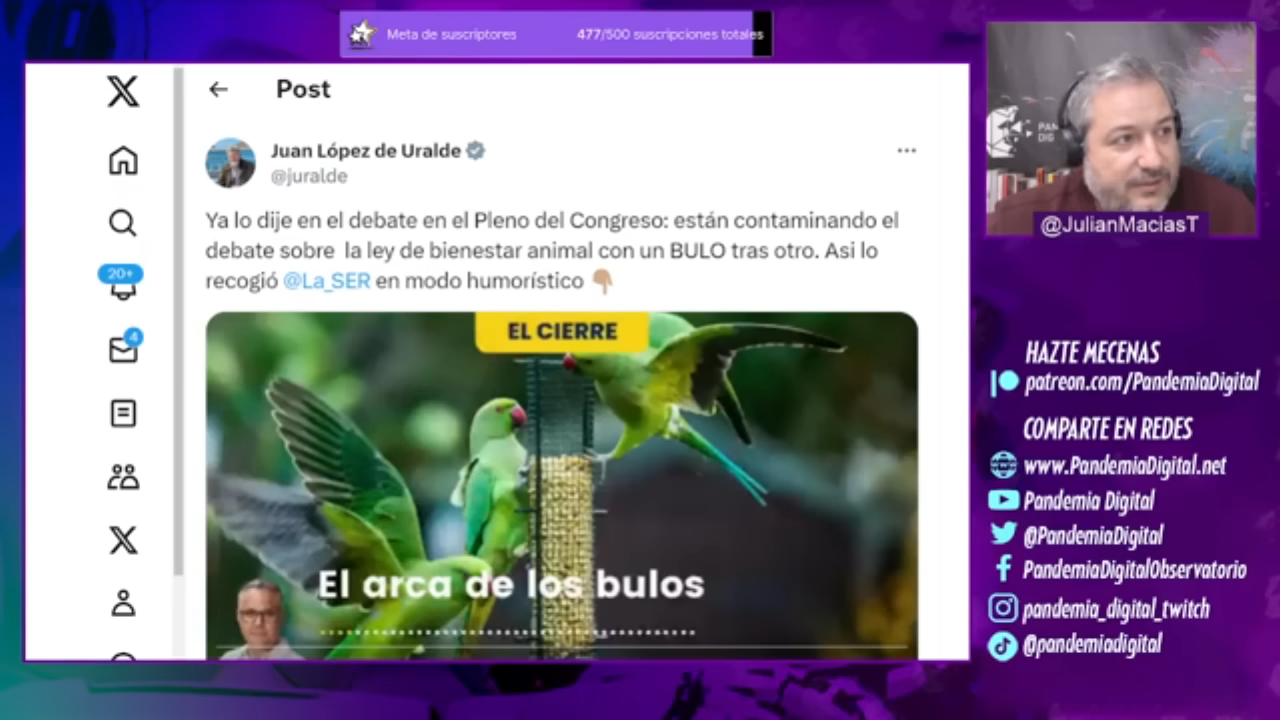 Meta de suscriptores 477/500 suscripciones totales
Post
Juan López de Uralde
@juralde
Ya lo dije en el debate en el Pleno del Congreso: están contaminando el
debate sobre la ley de bienestar animal con un BULO tras otro. Asi lo
recogió @La_SER en modo humorístico
20+
4
EL CIERRE
El arca de los bulos
PAN
DIG
@JulianMaciasT
HAZTE MECENAS
patreon.com/PandemiaDigital
COMPARTE EN REDES
www.PandemiaDigital.net
Pandemia Digital
@PandemiaDigital
PandemiaDigitalObservatorio
pandemia_digital_twitch
@pandemiadigital